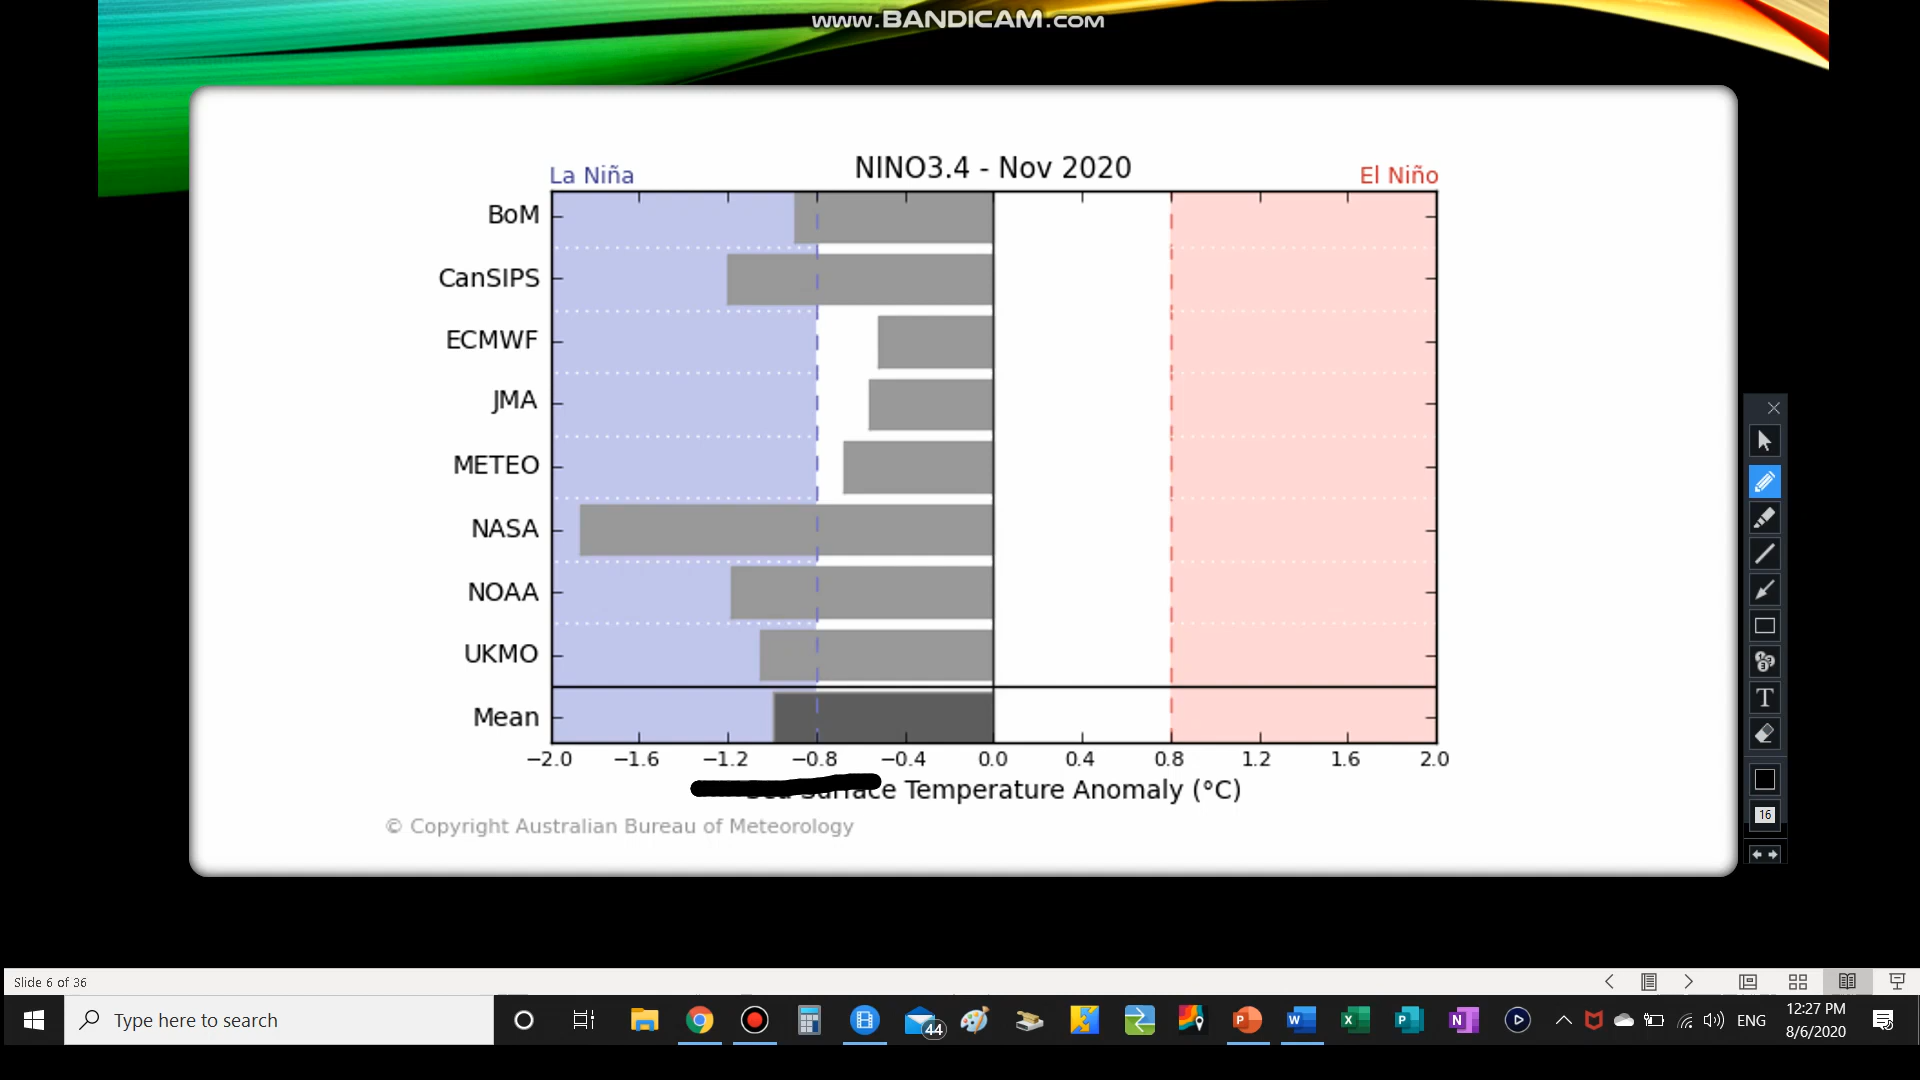 www.BANDICAM.com
NINO3.4 - Nov 2020
La Niña
El Niño
BoM
CanSIPS
ECMWF
JMA
METEO
NASA
NOAA
UKMO
Mean
−2.0 −1.6 −1.2 −0.8 −0.4 0.0 0.4 0.8 1.2 1.6 2.0
Sea Surface Temperature Anomaly (°C)
© Copyright Australian Bureau of Meteorology
T
16
Slide 6 of 36
Type here to search
44
ENG
12:27 PM
8/6/2020